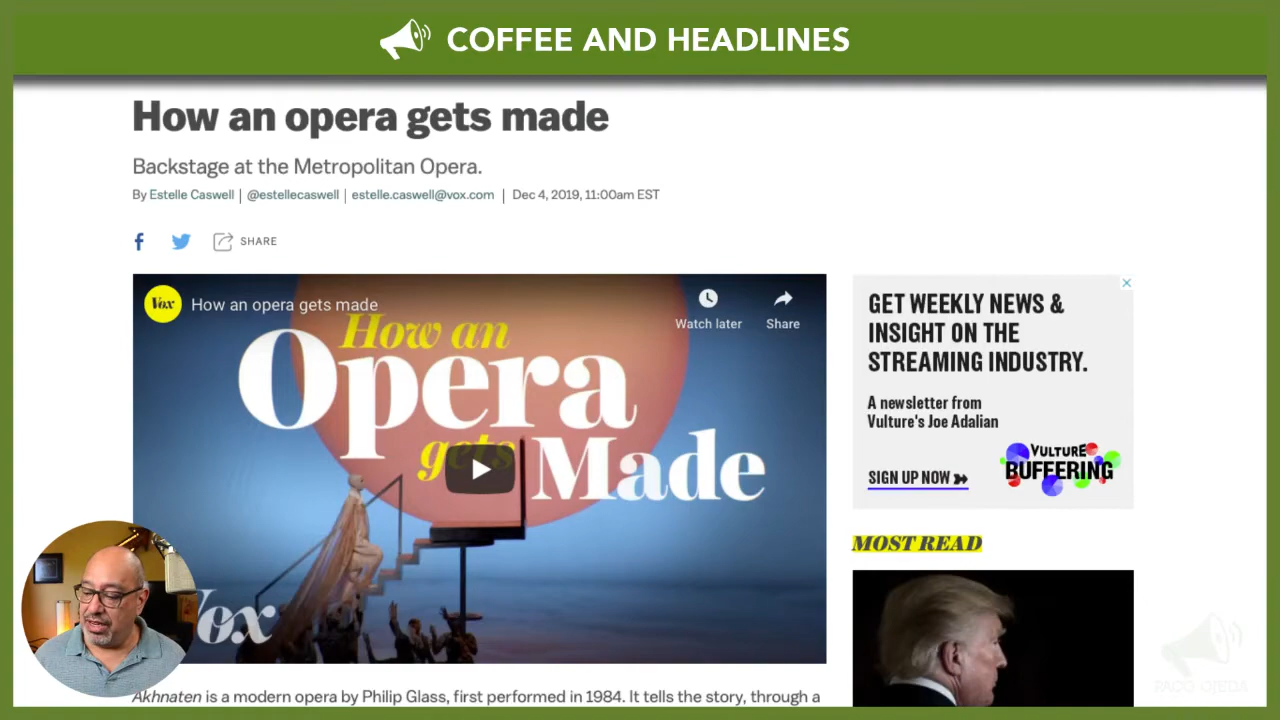 COFFEE AND HEADLINES
How an opera gets made
Backstage at the Metropolitan Opera.
By Estelle Caswell | @estellecaswell | estelle.caswell@vox.com | Dec 4, 2019, 11:00am EST
SHARE
Vox
How an opera gets made
Watch later
Share
How an
Opera
gets
Made
Vox
Akhnaten is a modern opera by Philip Glass, first performed in 1984. It tells the story, through a
GET WEEKLY NEWS &
INSIGHT ON THE
STREAMING INDUSTRY.
A newsletter from
Vulture's Joe Adalian
SIGN UP NOW
VULTURE
BUFFERING
MOST READ
PACO OJEDA